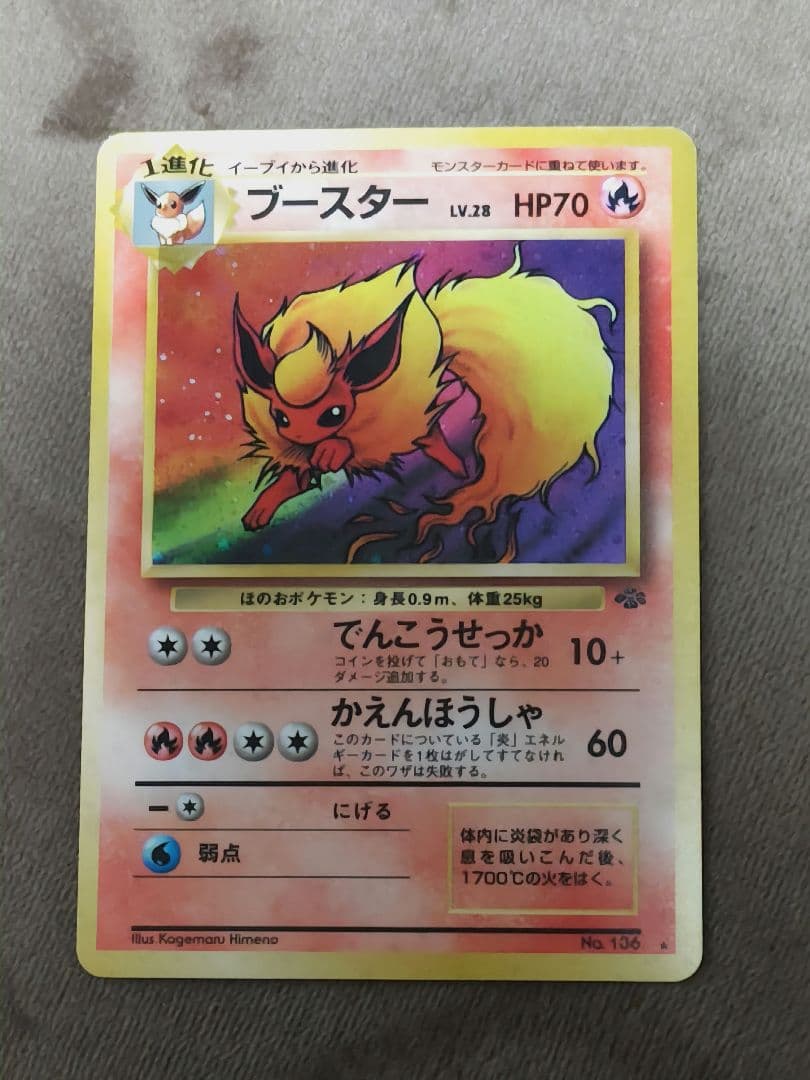 1進化 イーブイから進化 モンスターカードに重ねて使います。
ブースター LV.28 HP70
ほのおポケモン:身長0.9m、体重25kg
でんこうせっか 10+
コインを投げて「おもて」なら、20
ダメージ追加する。
かえんほうしゃ 60
このカードについている「炎」エネル
ギーカードを1枚はがしてすてなけれ
ば、このワザは失敗する。
ー にげる
弱点
体内に炎袋があり深く
息を吸いこんだ後、
1700℃の火をはく。
Illus.Kagemaru Himeno No.136 ★